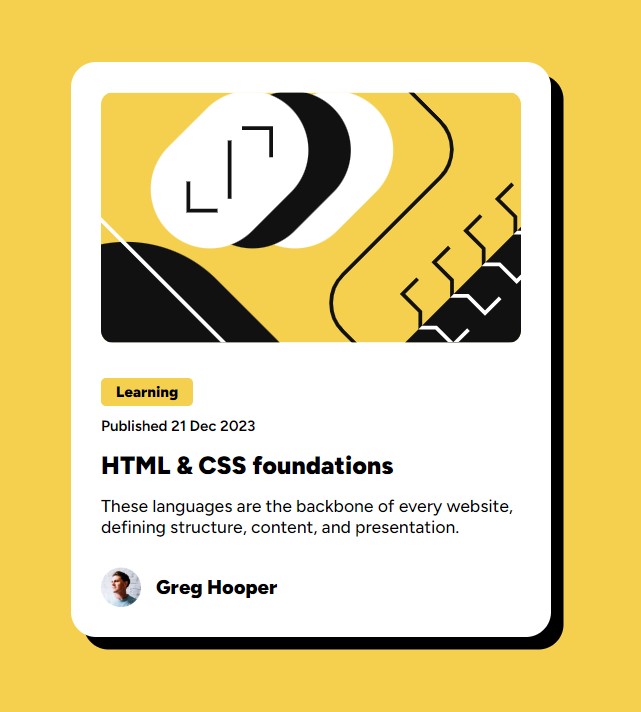 Learning
Published 21 Dec 2023
HTML & CSS foundations
These languages are the backbone of every website,
defining structure, content, and presentation.
Greg Hooper